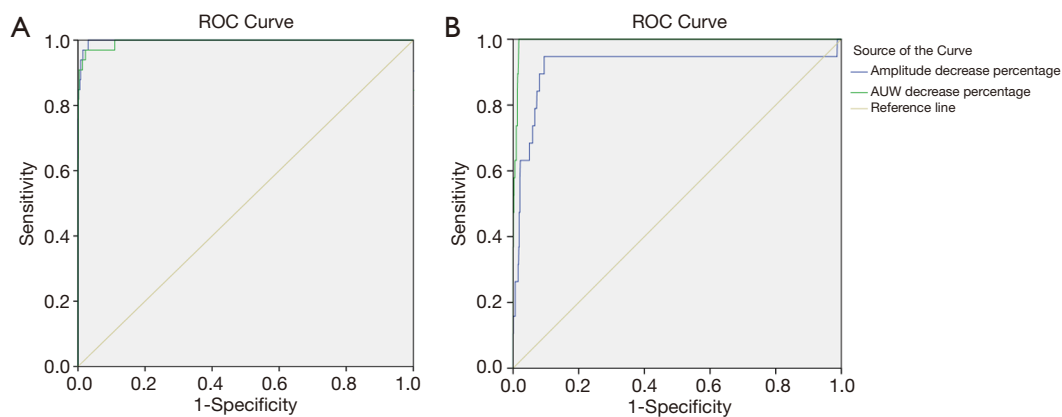 A
ROC Curve
1.0
0.8
0.6
0.4
0.2
0.0
Sensitivity
0.0 0.2 0.4 0.6 0.8 1.0
1-Specificity
B
ROC Curve
1.0
0.8
0.6
0.4
0.2
0.0
Sensitivity
0.0 0.2 0.4 0.6 0.8 1.0
1-Specificity
Source of the Curve
Amplitude decrease percentage
AUW decrease percentage
Reference line